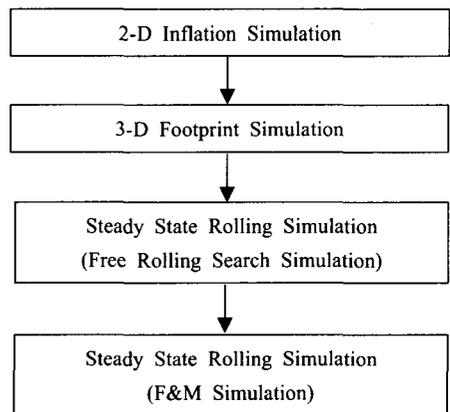 2-D Inflation Simulation
3-D Footprint Simulation
Steady State Rolling Simulation
(Free Rolling Search Simulation)
Steady State Rolling Simulation
(F&M Simulation)